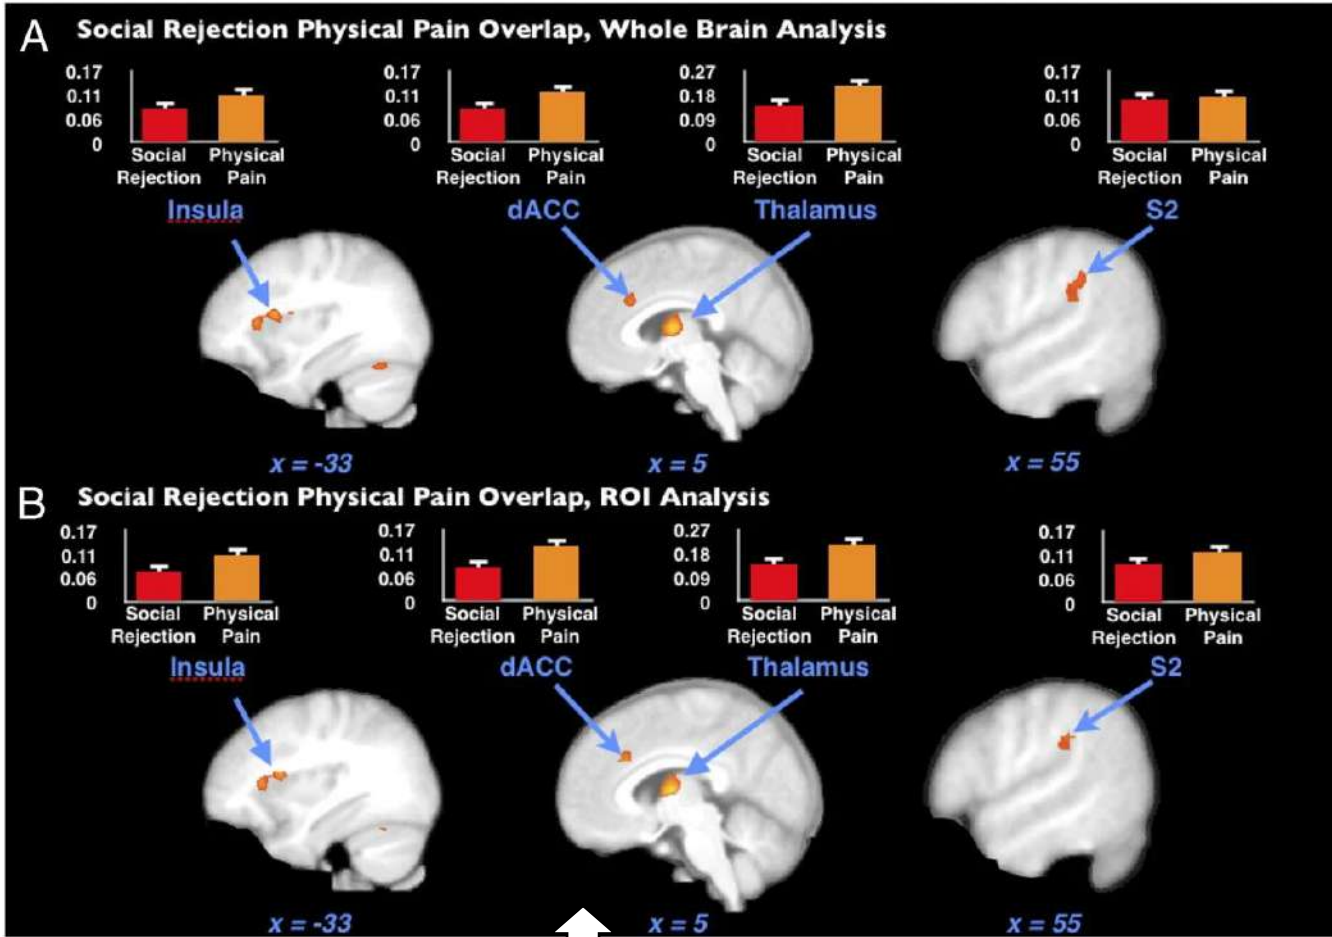 A Social Rejection Physical Pain Overlap, Whole Brain Analysis
0.17 0.17 0.27 0.17
0.11 0.11 0.18 0.11
0.06 0.06 0.09 0.06
0 0 0 0
Social Physical Social Physical Social Physical Social Physical
Rejection Pain Rejection Pain Rejection Pain Rejection Pain
Insula dACC Thalamus S2
x = -33 x = 5 x = 55
B Social Rejection Physical Pain Overlap, ROI Analysis
0.17 0.17 0.27 0.17
0.11 0.11 0.18 0.11
0.06 0.06 0.09 0.06
0 0 0 0
Social Physical Social Physical Social Physical Social Physical
Rejection Pain Rejection Pain Rejection Pain Rejection Pain
Insula dACC Thalamus S2
x = -33 x = 5 x = 55